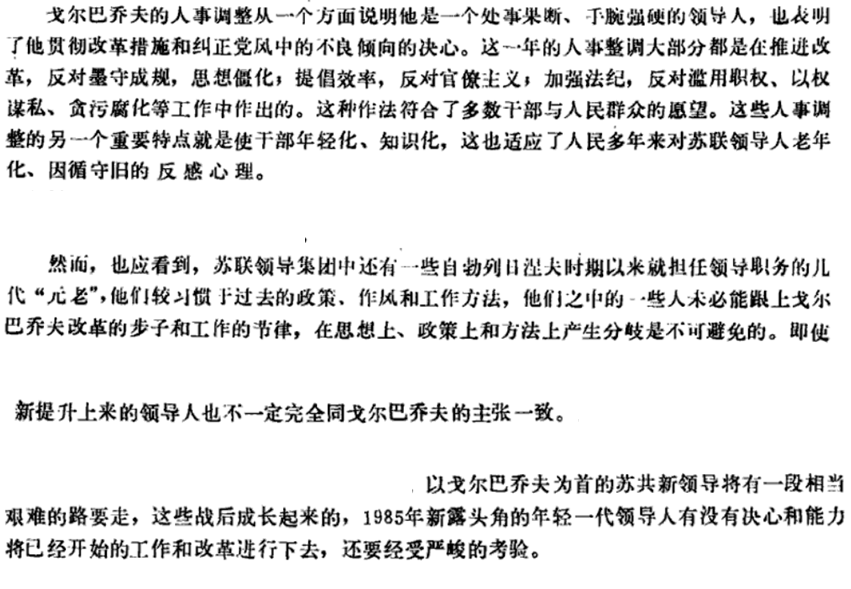 戈尔巴乔夫的人事调整从一个方面说明他是一个处事果断、手腕强硬的领导人，也表明
了他贯彻改革措施和纠正党风中的不良倾向的决心。这一年的人事整调大部分都是在推进改
革，反对墨守成规，思想僵化；提倡效率，反对官僚主义；加强法纪，反对滥用职权、以权
谋私、贪污腐化等工作中作出的。这种作法符合了多数干部与人民群众的愿望。这些人事调
整的另一个重要特点就是使干部年轻化、知识化，这也适应了人民多年来对苏联领导人老年
化、因循守旧的反感心理。
然而，也应看到，苏联领导集团中还有一些自勃列日涅夫时期以来就担任领导职务的几
代“元老”，他们较习惯于过去的政策、作风和工作方法，他们之中的一些人未必能跟上戈尔
巴乔夫改革的步子和工作的节律，在思想上、政策上和方法上产生分岐是不可避免的。即使
新提升上来的领导人也不一定完全同戈尔巴乔夫的主张一致。
以戈尔巴乔夫为首的苏共新领导将有一段相当
艰难的路要走，这些战后成长起来的，1985年新露头角的年轻一代领导人有没有决心和能力
将已经开始的工作和改革进行下去，还要经受严峻的考验。